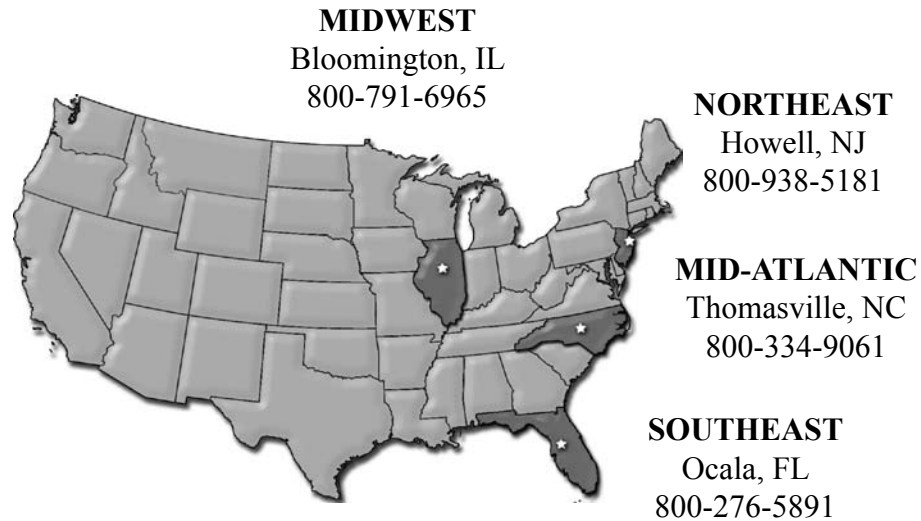 MIDWEST
Bloomington, IL
800-791-6965
NORTHEAST
Howell, NJ
800-938-5181
MID-ATLANTIC
Thomasville, NC
800-334-9061
SOUTHEAST
Ocala, FL
800-276-5891